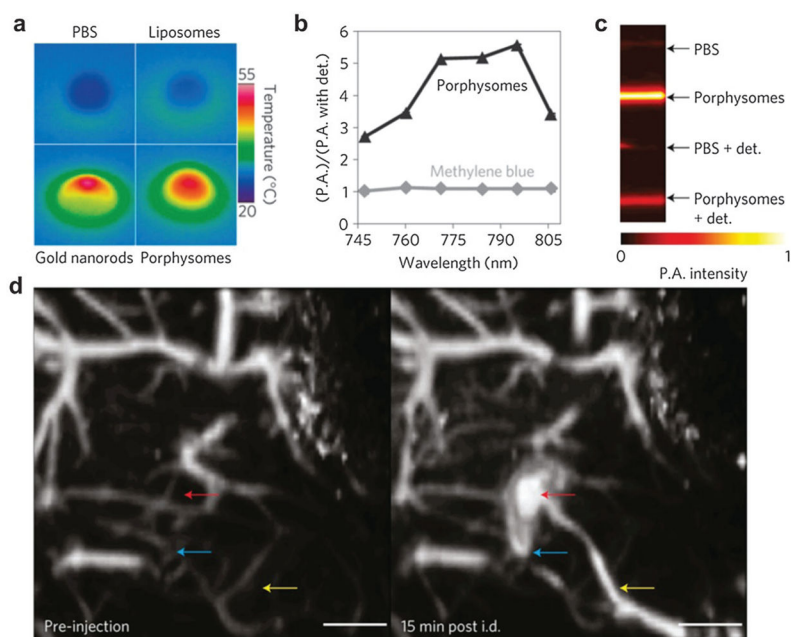 a
PBS
Liposomes
55
Temperature (°C)
20
Gold nanorods
Porphysomes
b
(P.A.)/(P.A. with det.)
6
5
4
3
2
1
0
Porphysomes
Methylene blue
745
760
775
790
805
Wavelength (nm)
c
PBS
Porphysomes
PBS + det.
Porphysomes
+ det.
0
1
P.A. intensity
d
Pre-injection
15 min post i.d.